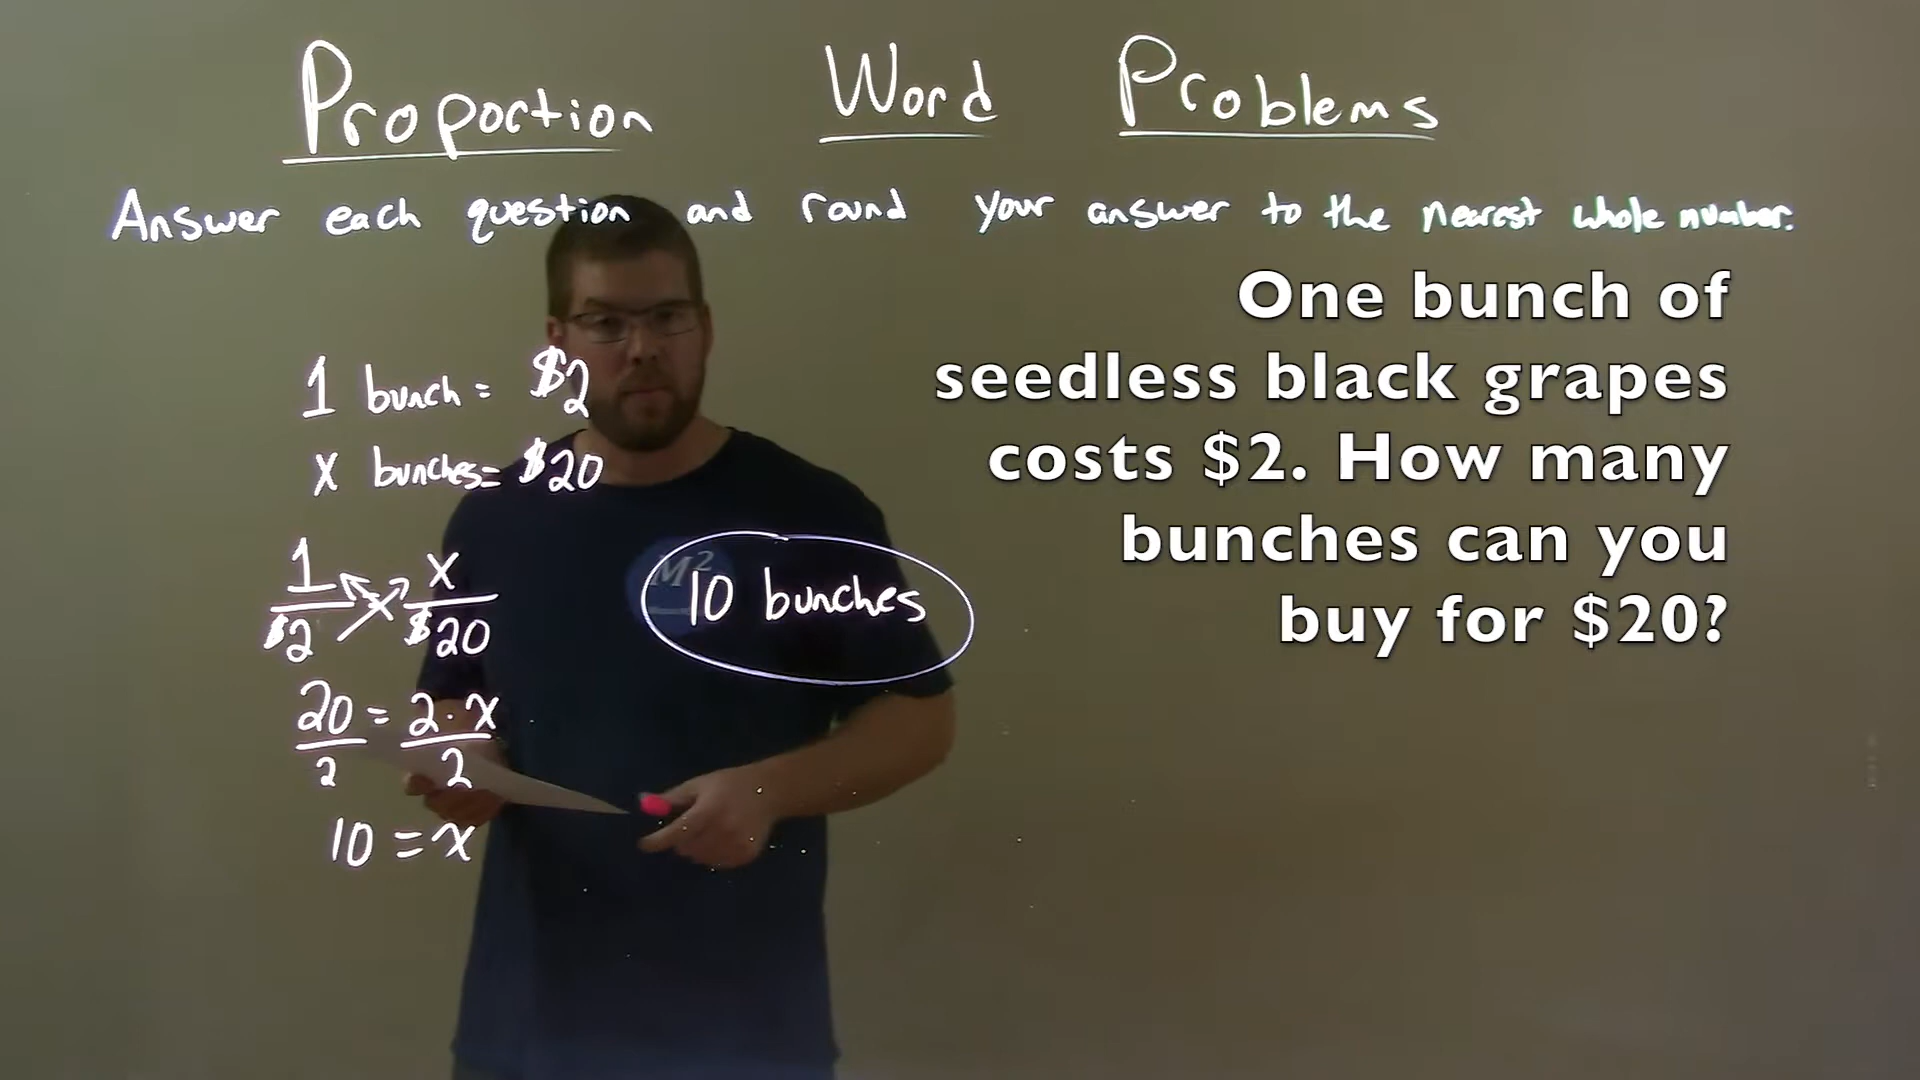 Proportion Word Problems
Answer each question and round your answer to the nearest whole number.
One bunch of
seedless black grapes
costs $2. How many
bunches can you
buy for $20?
1 bunch = $2
x bunches = $20
1 x
$2 $20
20 = 2 · x
2 2
10 = x
M²
10 bunches